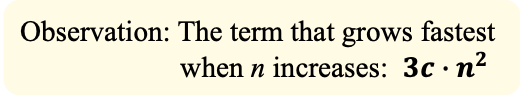 Observation: The term that grows fastest
when n increases: 3c · n²